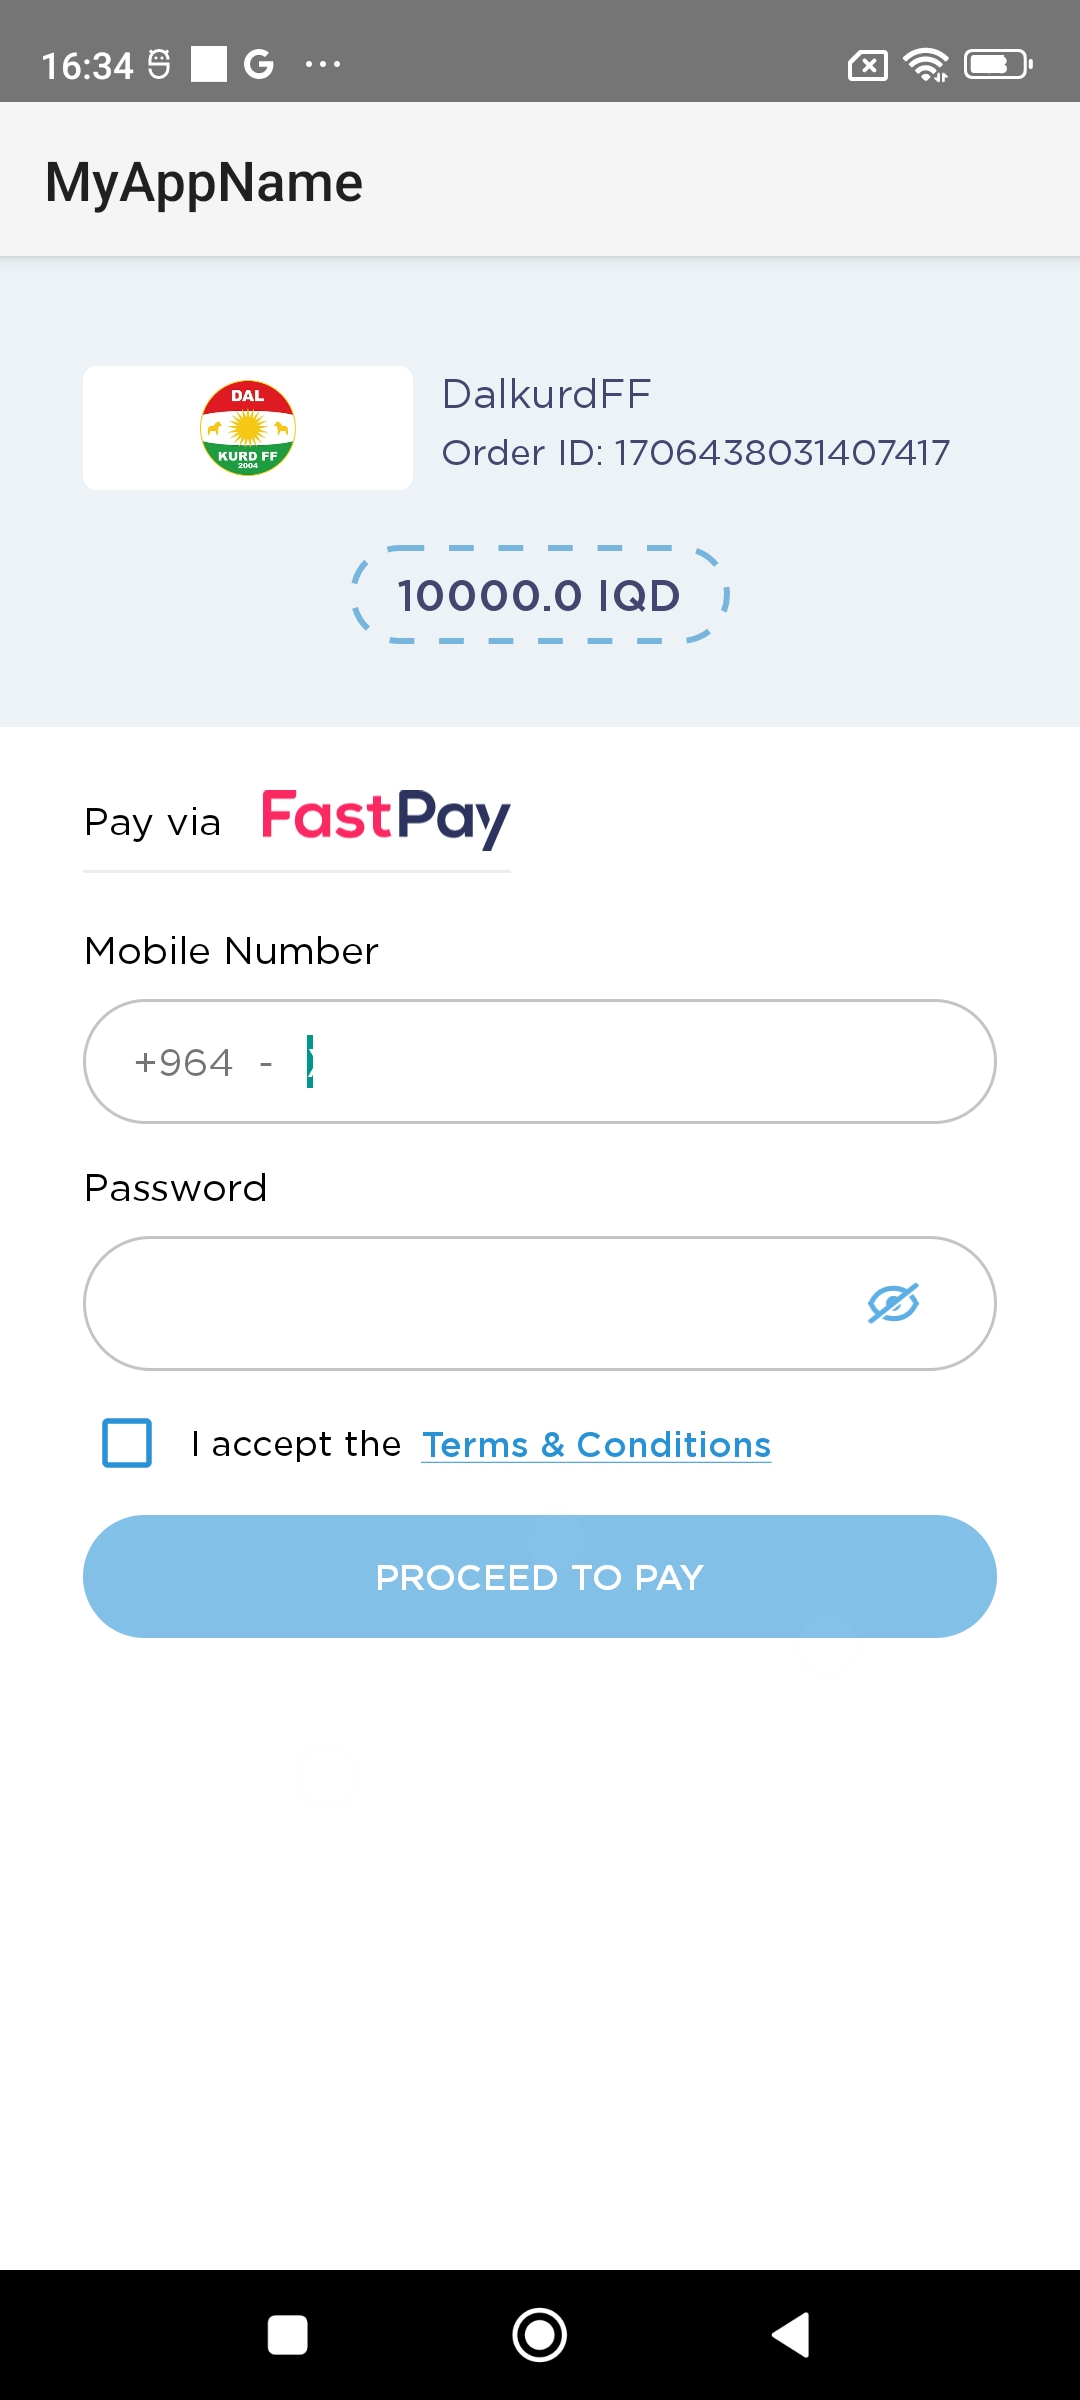 16:34
MyAppName
DAL
KURD FF
2004
DalkurdFF
Order ID: 1706438031407417
10000.0 IQD
Pay via FastPay
Mobile Number
+964 -
Password
I accept the Terms & Conditions
PROCEED TO PAY